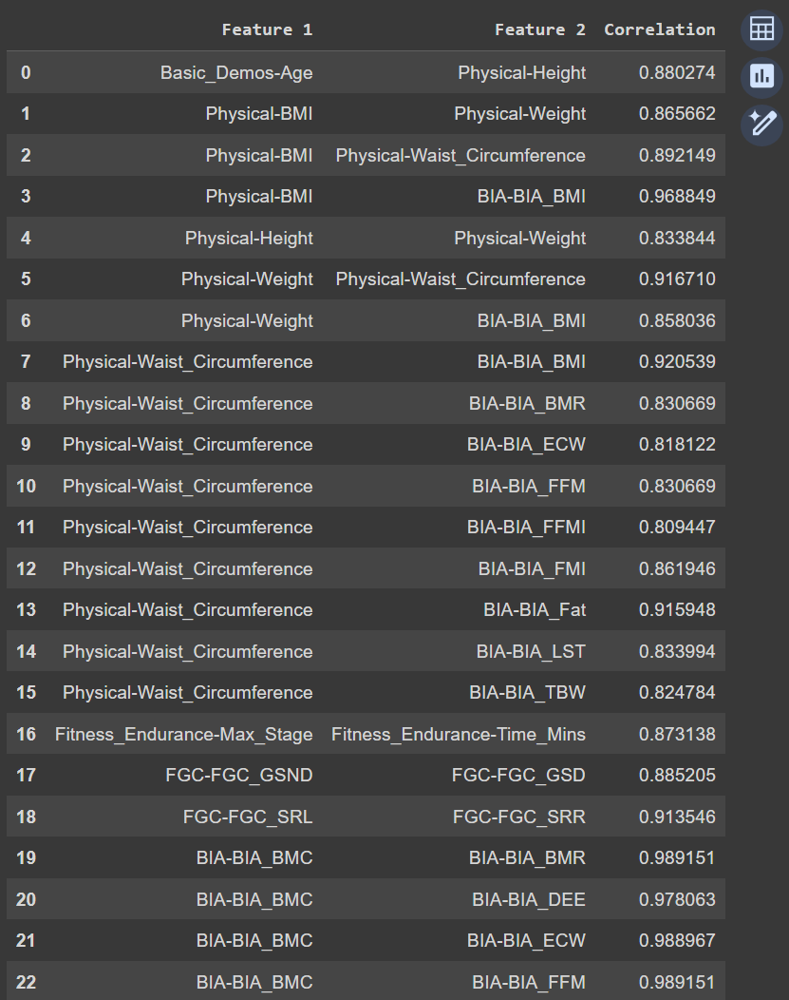 Feature 1 Feature 2 Correlation
0 Basic_Demos-Age Physical-Height 0.880274
1 Physical-BMI Physical-Weight 0.865662
2 Physical-BMI Physical-Waist_Circumference 0.892149
3 Physical-BMI BIA-BIA_BMI 0.968849
4 Physical-Height Physical-Weight 0.833844
5 Physical-Weight Physical-Waist_Circumference 0.916710
6 Physical-Weight BIA-BIA_BMI 0.858036
7 Physical-Waist_Circumference BIA-BIA_BMI 0.920539
8 Physical-Waist_Circumference BIA-BIA_BMR 0.830669
9 Physical-Waist_Circumference BIA-BIA_ECW 0.818122
10 Physical-Waist_Circumference BIA-BIA_FFM 0.830669
11 Physical-Waist_Circumference BIA-BIA_FFMI 0.809447
12 Physical-Waist_Circumference BIA-BIA_FMI 0.861946
13 Physical-Waist_Circumference BIA-BIA_Fat 0.915948
14 Physical-Waist_Circumference BIA-BIA_LST 0.833994
15 Physical-Waist_Circumference BIA-BIA_TBW 0.824784
16 Fitness_Endurance-Max_Stage Fitness_Endurance-Time_Mins 0.873138
17 FGC-FGC_GSND FGC-FGC_GSD 0.885205
18 FGC-FGC_SRL FGC-FGC_SRR 0.913546
19 BIA-BIA_BMC BIA-BIA_BMR 0.989151
20 BIA-BIA_BMC BIA-BIA_DEE 0.978063
21 BIA-BIA_BMC BIA-BIA_ECW 0.988967
22 BIA-BIA_BMC BIA-BIA_FFM 0.989151